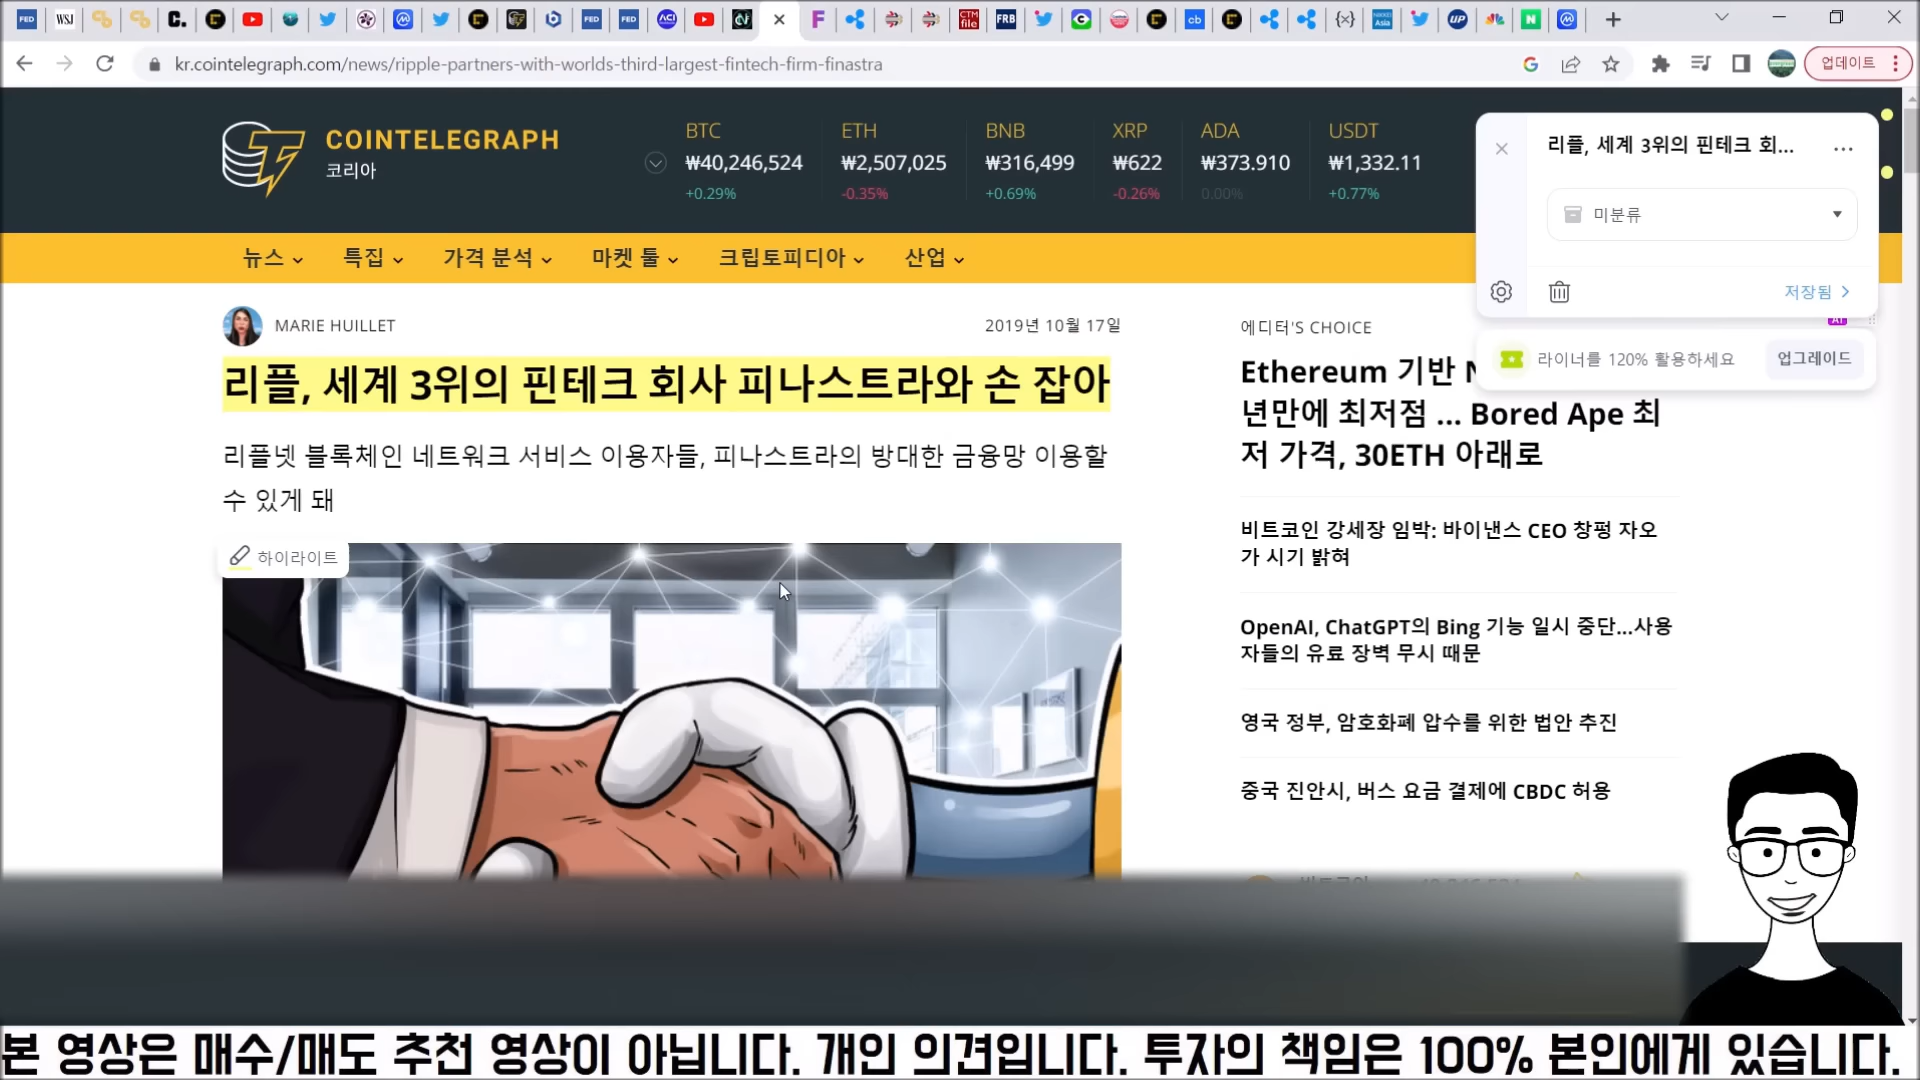 FED
WSJ
C.
FED
FED
ACI
F
CTM
file
FRB
C
cb
{x}
NIKKEI
Asia
UP
N
kr.cointelegraph.com/news/ripple-partners-with-worlds-third-largest-fintech-firm-finastra
업데이트
COINTELEGRAPH
코리아
BTC
₩40,246,524
+0.29%
ETH
₩2,507,025
-0.35%
BNB
₩316,499
+0.69%
XRP
₩622
-0.26%
ADA
₩373.910
0.00%
USDT
₩1,332.11
+0.77%
리플, 세계 3위의 핀테크 회...
미분류
저장됨
AI
라이너를 120% 활용하세요
업그레이드
뉴스
특집
가격 분석
마켓 툴
크립토피디아
산업
MARIE HUILLET
2019년 10월 17일
리플, 세계 3위의 핀테크 회사 피나스트라와 손 잡아
리플넷 블록체인 네트워크 서비스 이용자들, 피나스트라의 방대한 금융망 이용할
수 있게 돼
하이라이트
에디터'S CHOICE
Ethereum 기반 N
년만에 최저점 ... Bored Ape 최
저 가격, 30ETH 아래로
비트코인 강세장 임박: 바이낸스 CEO 창펑 자오
가 시기 밝혀
OpenAI, ChatGPT의 Bing 기능 일시 중단...사용
자들의 유료 장벽 무시 때문
영국 정부, 암호화폐 압수를 위한 법안 추진
중국 진안시, 버스 요금 결제에 CBDC 허용
본 영상은 매수/매도 추천 영상이 아닙니다. 개인 의견입니다. 투자의 책임은 100% 본인에게 있습니다.